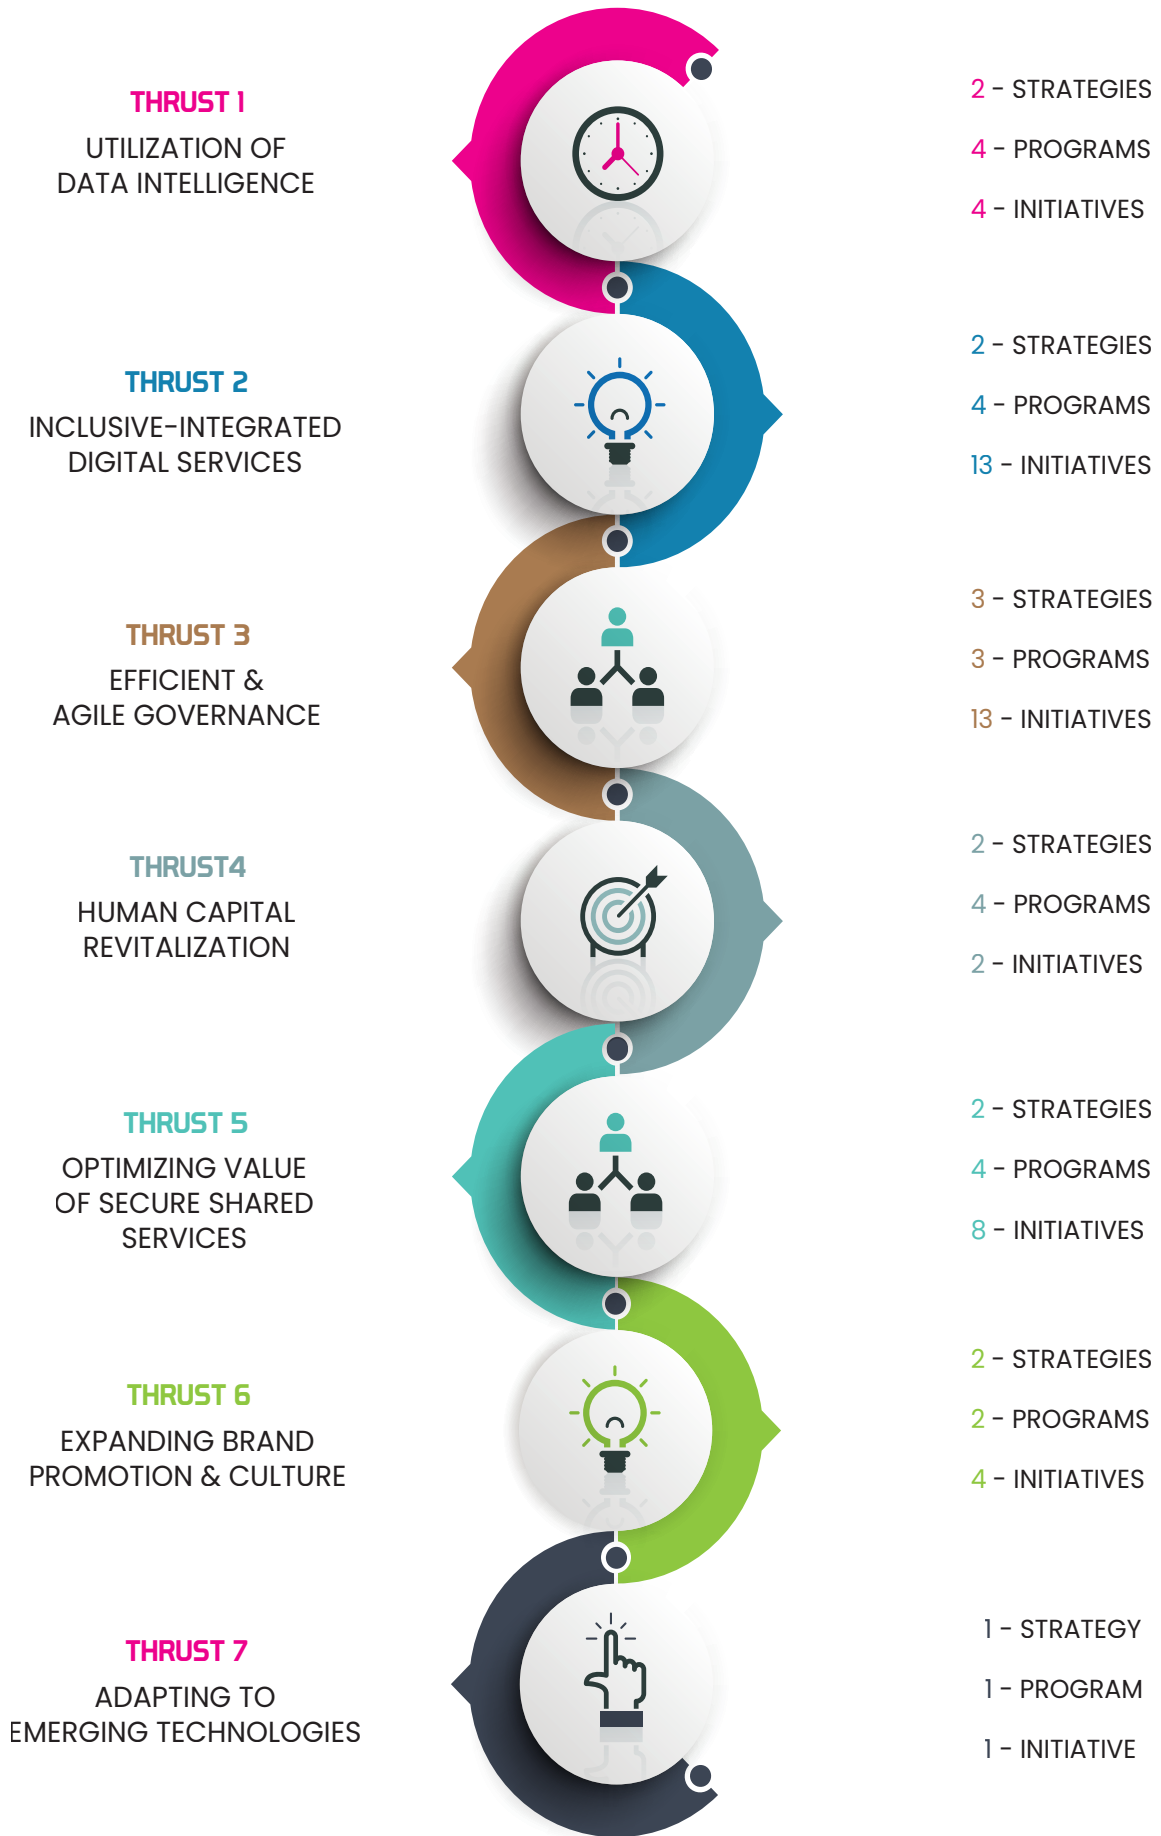 THRUST 1
UTILIZATION OF
DATA INTELLIGENCE
2 - STRATEGIES
4 - PROGRAMS
4 - INITIATIVES
THRUST 2
INCLUSIVE-INTEGRATED
DIGITAL SERVICES
2 - STRATEGIES
4 - PROGRAMS
13 - INITIATIVES
THRUST 3
EFFICIENT &
AGILE GOVERNANCE
3 - STRATEGIES
3 - PROGRAMS
13 - INITIATIVES
THRUST4
HUMAN CAPITAL
REVITALIZATION
2 - STRATEGIES
4 - PROGRAMS
2 - INITIATIVES
THRUST 5
OPTIMIZING VALUE
OF SECURE SHARED
SERVICES
2 - STRATEGIES
4 - PROGRAMS
8 - INITIATIVES
THRUST 6
EXPANDING BRAND
PROMOTION & CULTURE
2 - STRATEGIES
2 - PROGRAMS
4 - INITIATIVES
THRUST 7
ADAPTING TO
EMERGING TECHNOLOGIES
1 - STRATEGY
1 - PROGRAM
1 - INITIATIVE